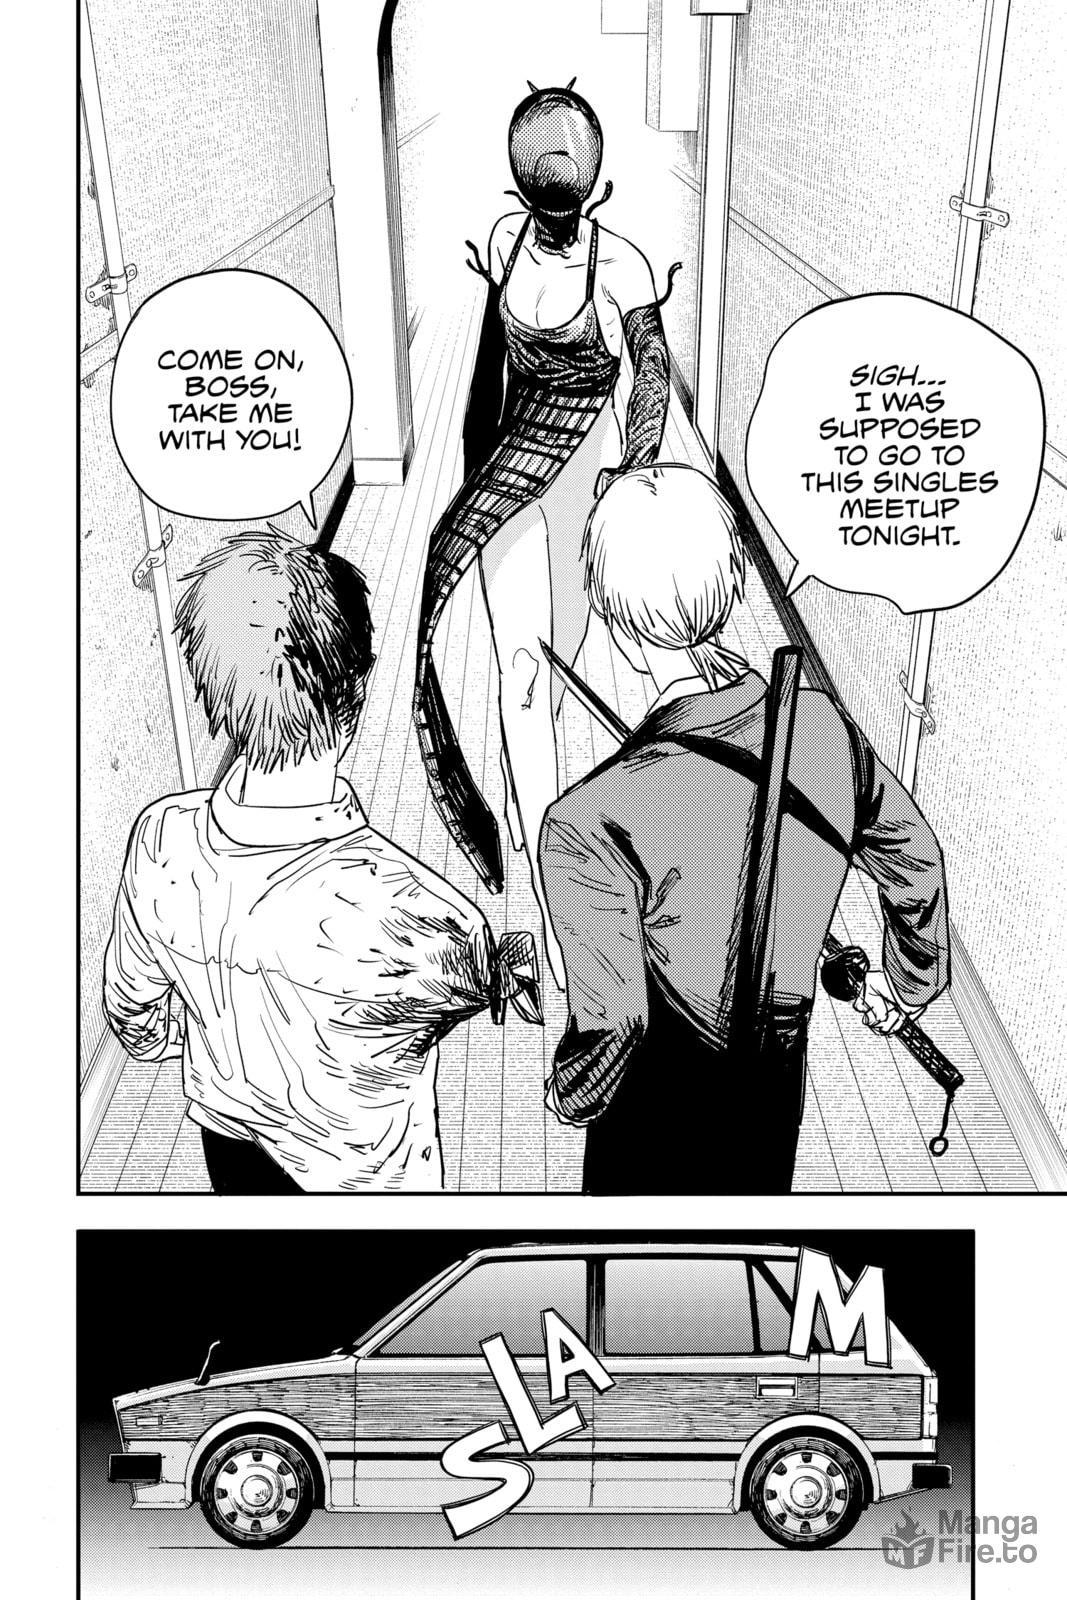 COME ON,
BOSS,
TAKE ME
WITH YOU!
SIGH...
I WAS
SUPPOSED
TO GO TO
THIS SINGLES
MEETUP
TONIGHT.
SLAM
Manga
MF Fire.to